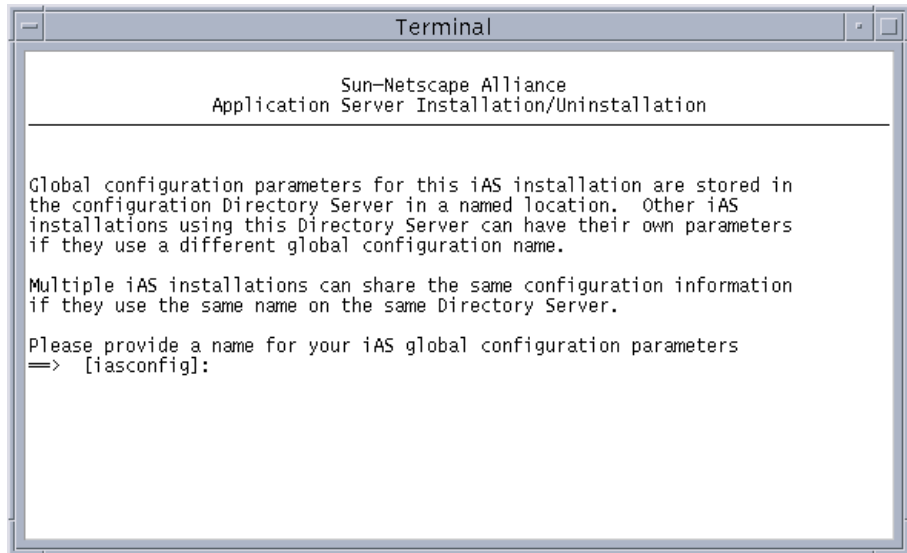 Terminal
Sun-Netscape Alliance
Application Server Installation/Uninstallation
Global configuration parameters for this iAS installation are stored in
the configuration Directory Server in a named location.  Other iAS
installations using this Directory Server can have their own parameters
if they use a different global configuration name.
Multiple iAS installations can share the same configuration information
if they use the same name on the same Directory Server.
Please provide a name for your iAS global configuration parameters
==>  [iasconfig]: